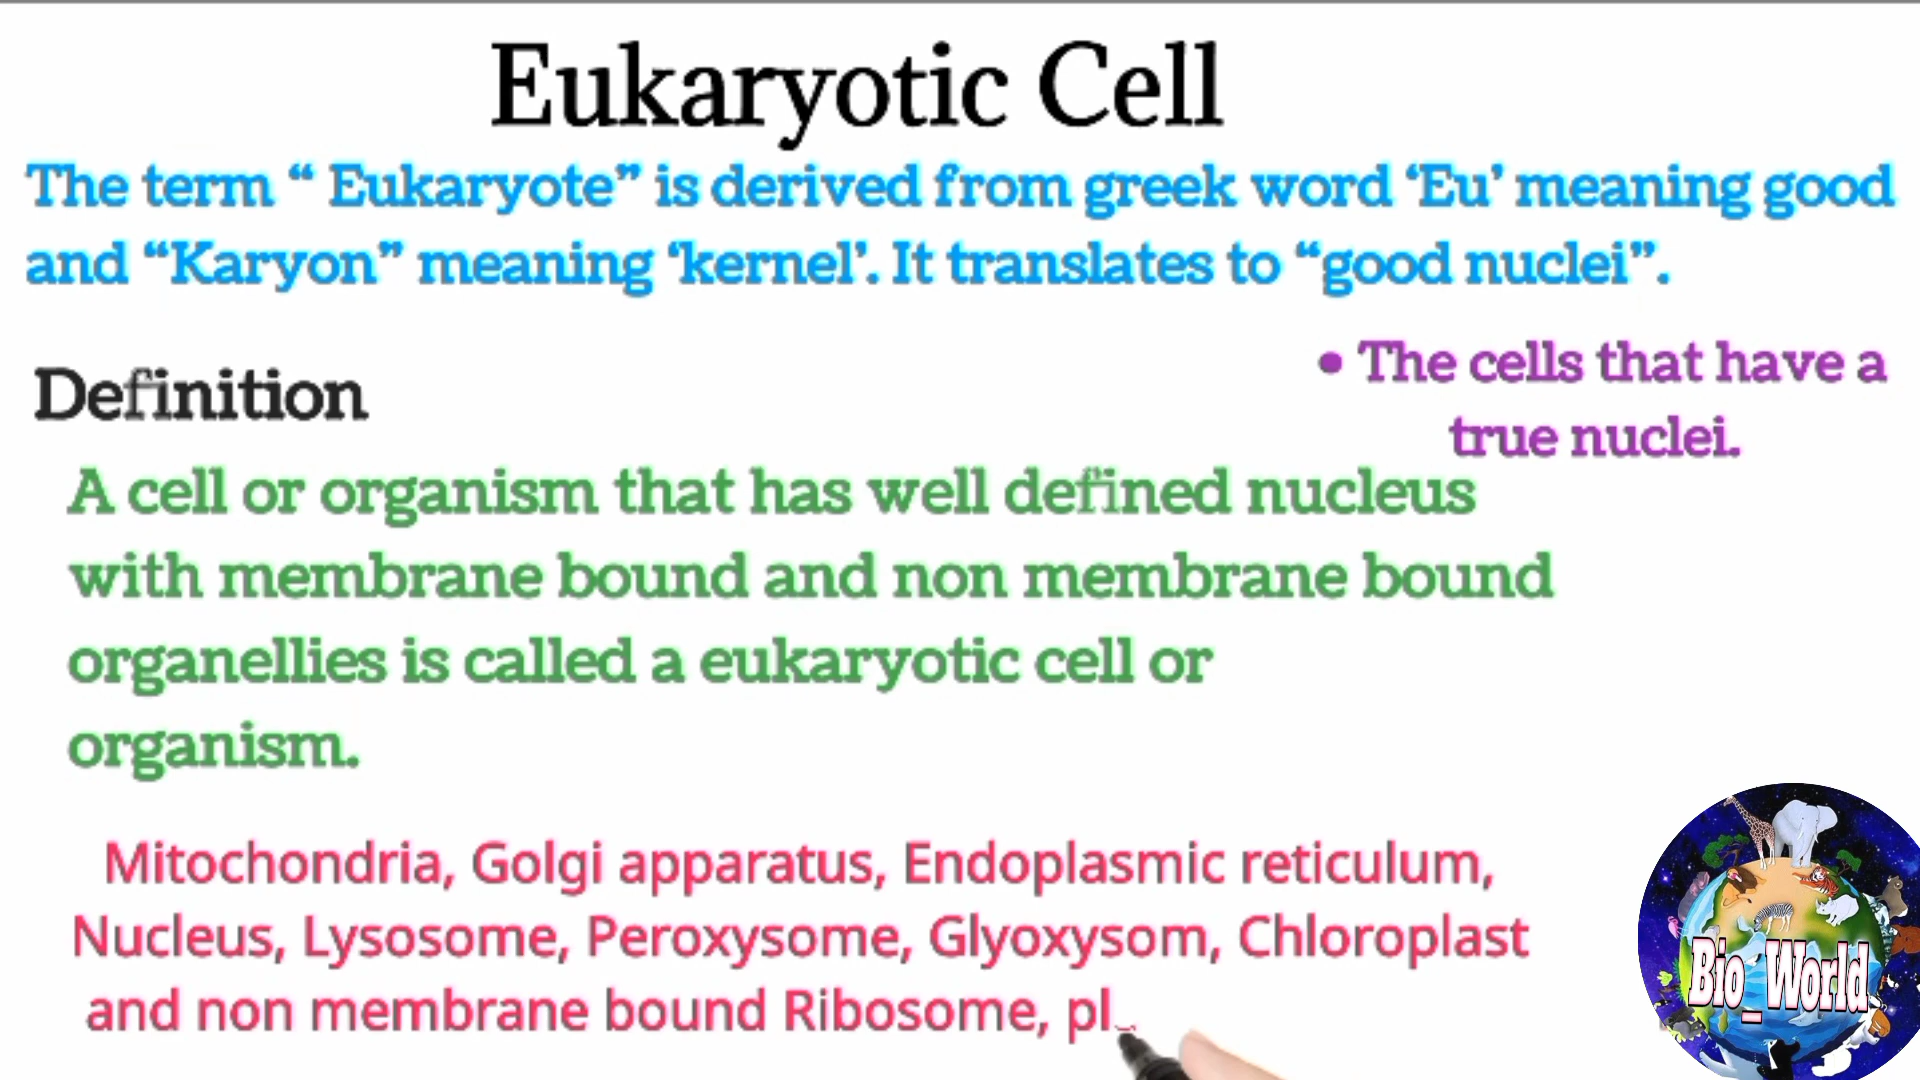 Eukaryotic Cell
The term “ Eukaryote” is derived from greek word ‘Eu’ meaning good
and “Karyon” meaning ‘kernel’. It translates to “good nuclei”.
• The cells that have a
true nuclei.
Definition
A cell or organism that has well defined nucleus
with membrane bound and non membrane bound
organellies is called a eukaryotic cell or
organism.
Mitochondria, Golgi apparatus, Endoplasmic reticulum,
Nucleus, Lysosome, Peroxysome, Glyoxysom, Chloroplast
and non membrane bound Ribosome, pl
Bio_World